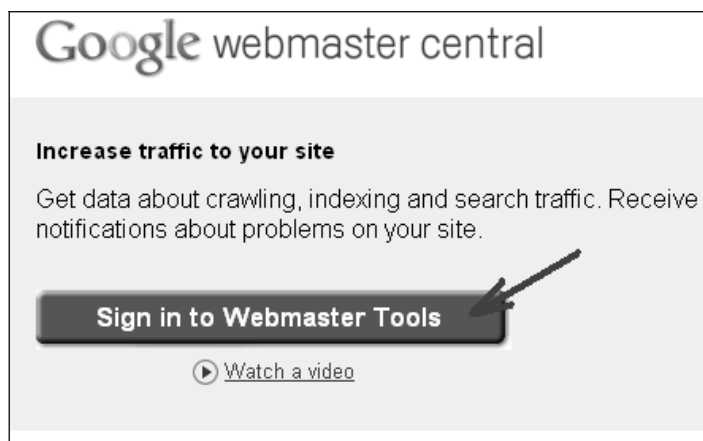 Google webmaster central
Increase traffic to your site
Get data about crawling, indexing and search traffic. Receive
notifications about problems on your site.
Sign in to Webmaster Tools
Watch a video